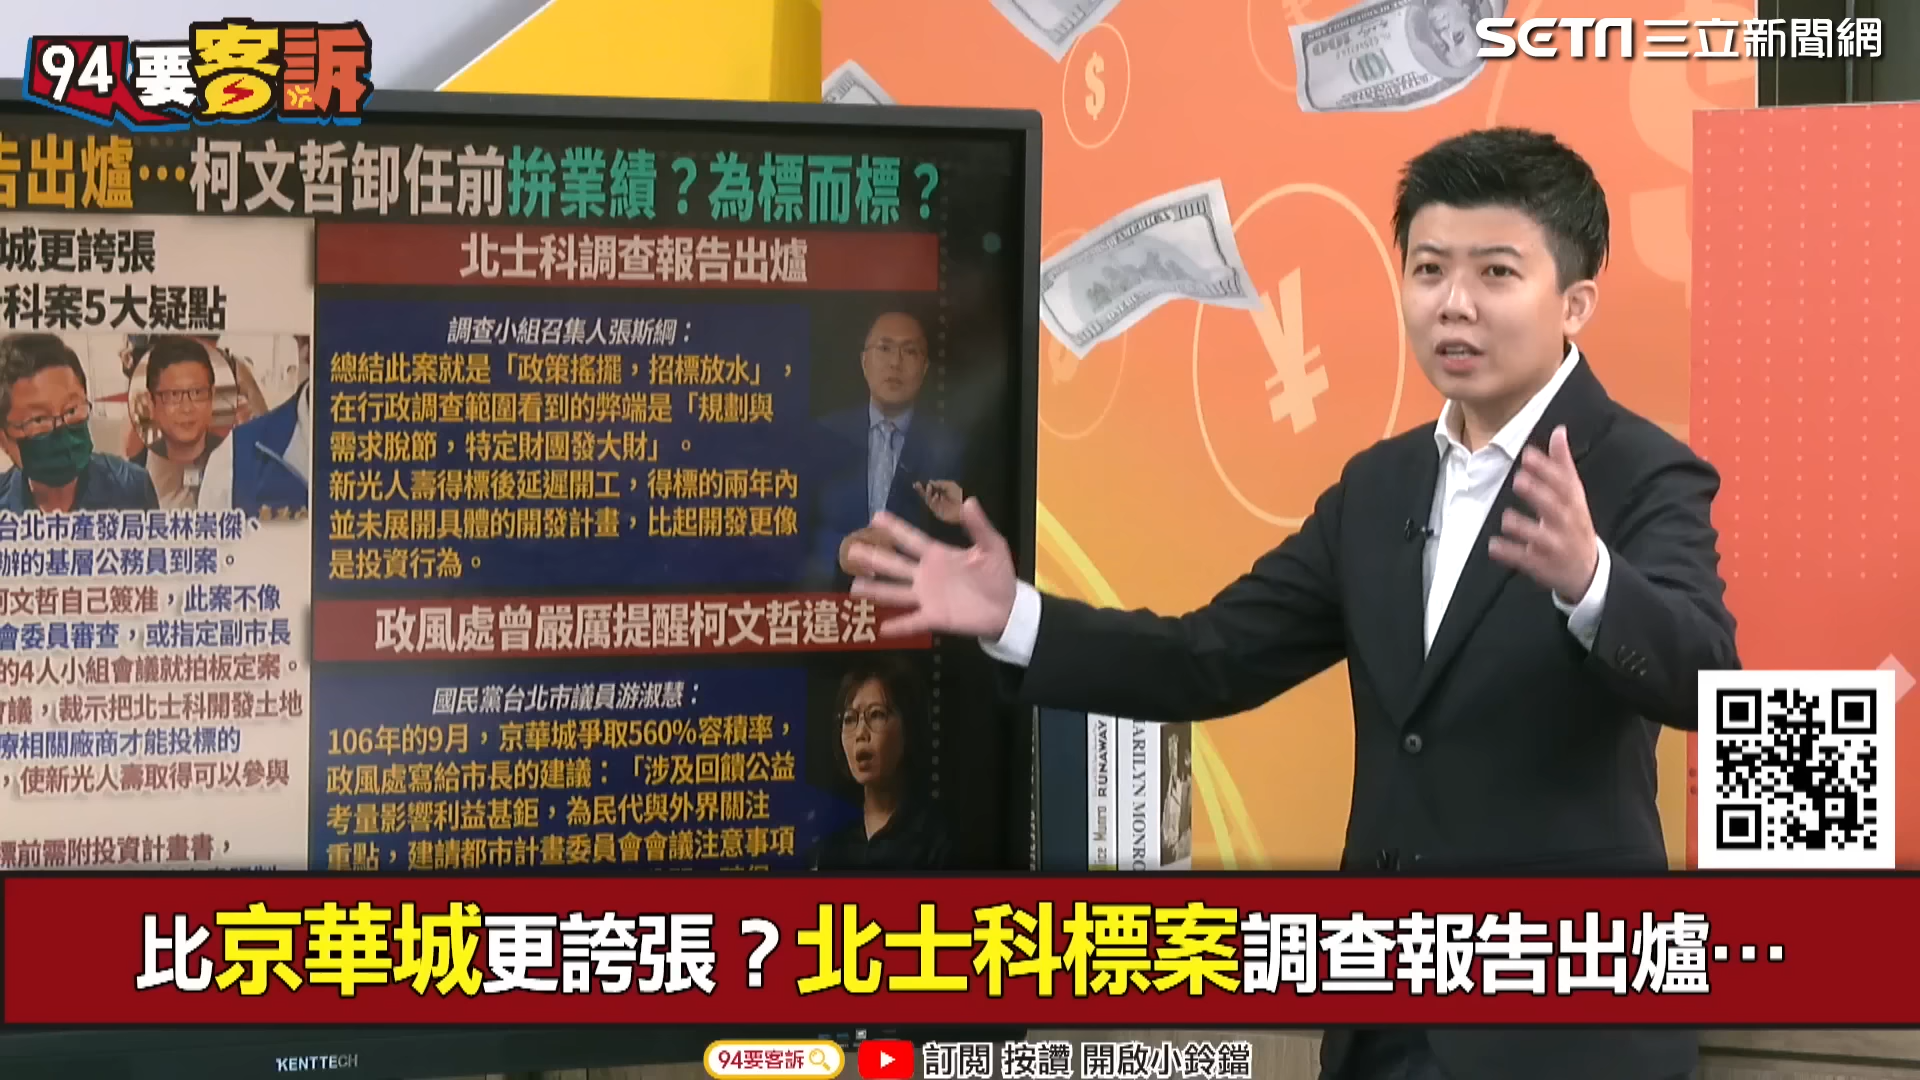 94要客訴
SETN三立新聞網
告出爐…柯文哲卸任前拚業績？為標而標？
城更誇張
科案5大疑點
台北市產發局長林崇傑、
辦的基層公務員到案。
柯文哲自己簽准，此案不像
會委員審查，或指定副市長
的4人小組會議就拍板定案。
會議，裁示把北士科開發土地
療相關廠商才能投標的
，使新光人壽取得可以參與
標前需附投資計畫書，
北士科調查報告出爐
調查小組召集人張斯綱：
總結此案就是「政策搖擺，招標放水」，
在行政調查範圍看到的弊端是「規劃與
需求脫節，特定財團發大財」。
新光人壽得標後延遲開工，得標的兩年內
並未展開具體的開發計畫，比起開發更像
是投資行為。
政風處曾嚴厲提醒柯文哲違法
國民黨台北市議員游淑慧：
106年的9月，京華城爭取560%容積率，
政風處寫給市長的建議：「涉及回饋公益
考量影響利益甚鉅，為民代與外界關注
重點，建請都市計畫委員會會議注意事項
RUNAWAY
ARILYN MONRO
比京華城更誇張？北士科標案調查報告出爐…
KENTTECH
94要客訴
訂閱 按讚 開啟小鈴鐺